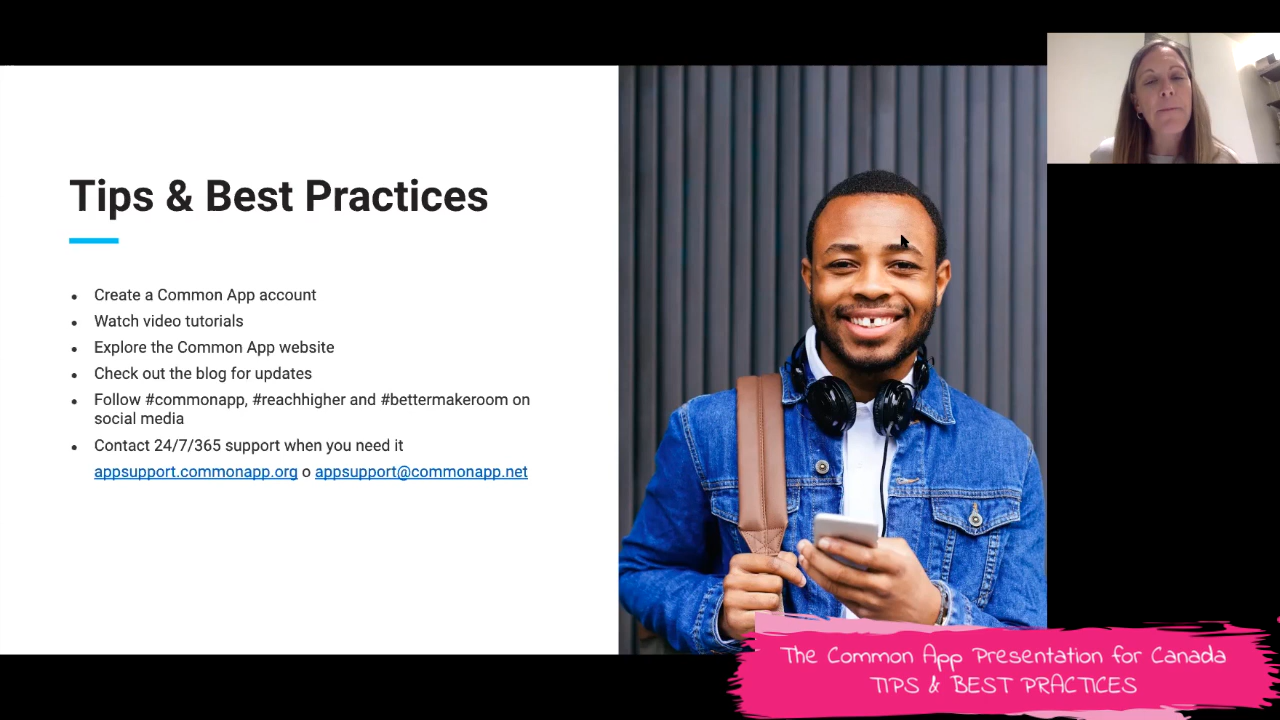 Tips & Best Practices
• Create a Common App account
• Watch video tutorials
• Explore the Common App website
• Check out the blog for updates
• Follow #commonapp, #reachhigher and #bettermakeroom on
social media
• Contact 24/7/365 support when you need it
appsupport.commonapp.org o appsupport@commonapp.net
The Common App Presentation for Canada
TIPS & BEST PRACTICES